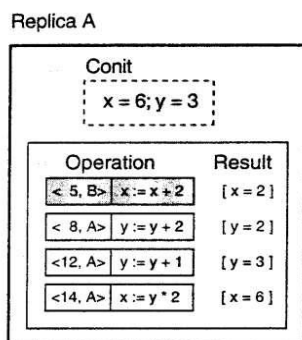 Replica A
Conit
x = 6; y = 3
Operation Result
< 5, B> x := x + 2 [ x = 2 ]
< 8, A> y := y + 2 [ y = 2 ]
<12, A> y := y + 1 [ y = 3 ]
<14, A> x := y * 2 [ x = 6 ]